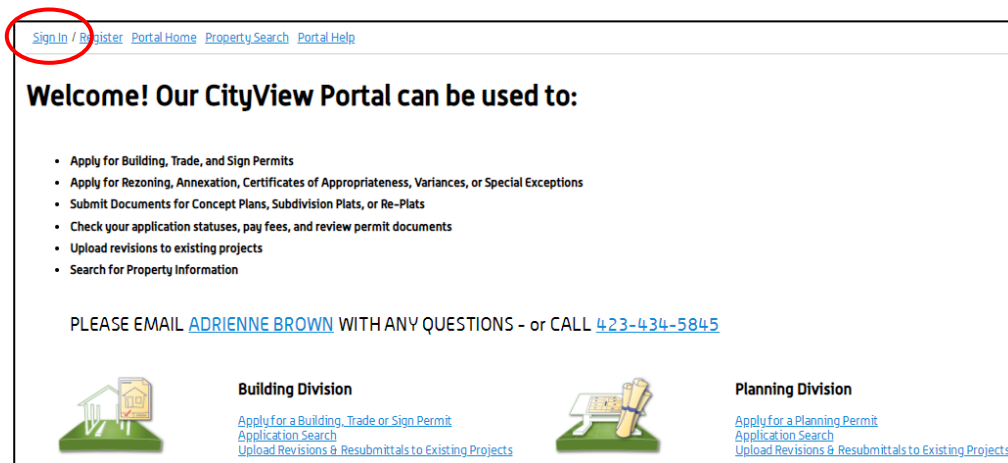 Sign In / Register Portal Home Property Search Portal Help
Welcome! Our CityView Portal can be used to:
• Apply for Building, Trade, and Sign Permits
• Apply for Rezoning, Annexation, Certificates of Appropriateness, Variances, or Special Exceptions
• Submit Documents for Concept Plans, Subdivision Plats, or Re-Plats
• Check your application statuses, pay fees, and review permit documents
• Upload revisions to existing projects
• Search for Property Information
PLEASE EMAIL ADRIENNE BROWN WITH ANY QUESTIONS - or CALL 423-434-5845
Building Division
Apply for a Building, Trade or Sign Permit
Application Search
Upload Revisions & Resubmittals to Existing Projects
Planning Division
Apply for a Planning Permit
Application Search
Upload Revisions & Resubmittals to Existing Projects